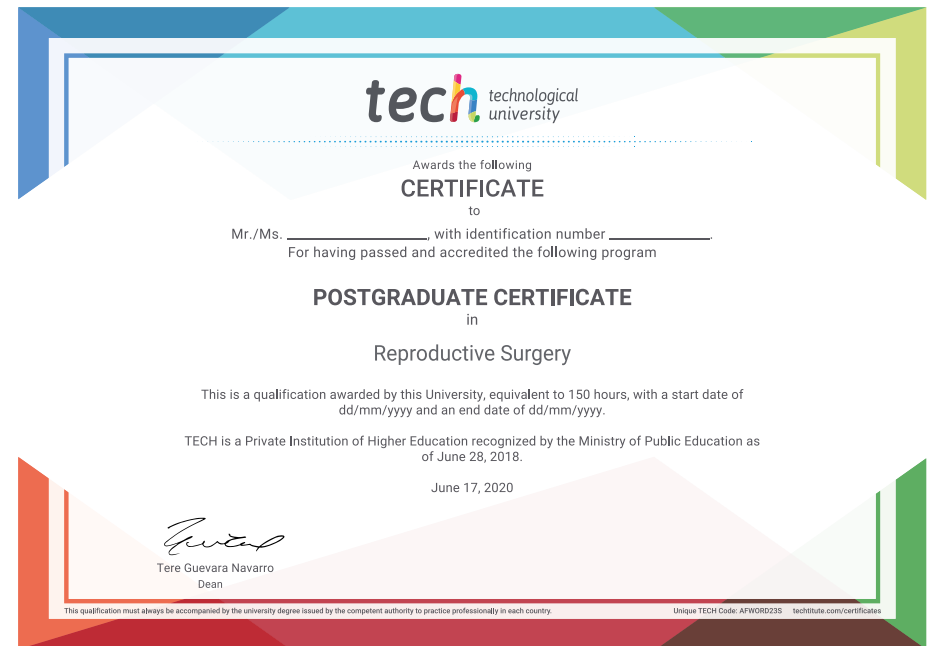 tech technological
university
Awards the following
CERTIFICATE
to
Mr./Ms. ____________________, with identification number ______________.
For having passed and accredited the following program
POSTGRADUATE CERTIFICATE
in
Reproductive Surgery
This is a qualification awarded by this University, equivalent to 150 hours, with a start date of
dd/mm/yyyy and an end date of dd/mm/yyyy.
TECH is a Private Institution of Higher Education recognized by the Ministry of Public Education as
of June 28, 2018.
June 17, 2020
Tere Guevara Navarro
Dean
This qualification must always be accompanied by the university degree issued by the competent authority to practice professionally in each country. Unique TECH Code: AFWORD23S techtitute.com/certificates